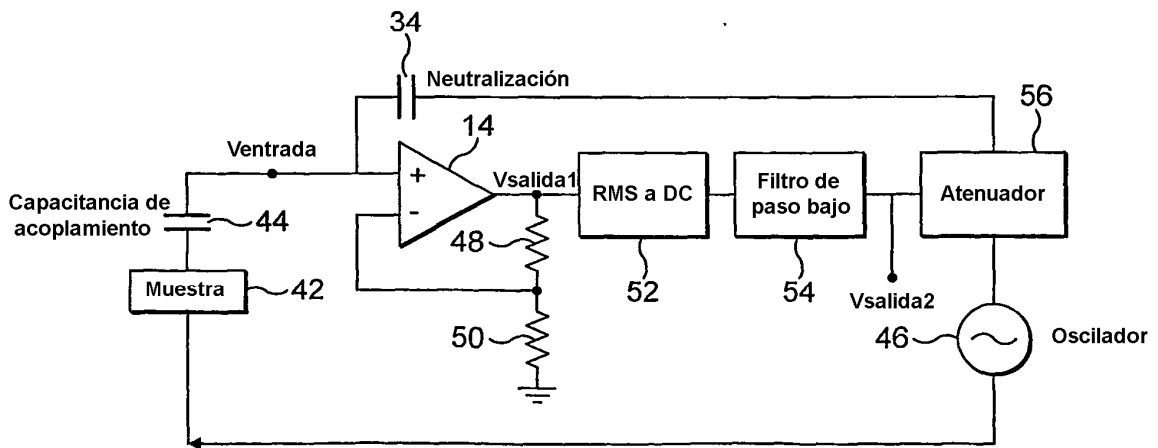 34
Neutralización
56
14
Ventrada
Vsalida1
+
-
RMS a DC
Filtro de
paso bajo
Atenuador
Capacitancia de
acoplamiento
44
48
52
54
Muestra
42
Vsalida2
50
46
Oscilador